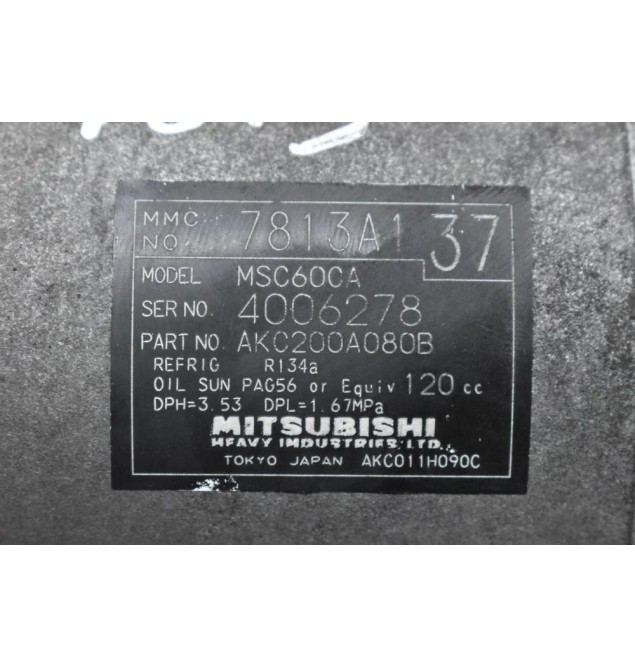 MMC NO. 7813A1 37
MODEL MSC60CA
SER NO. 4006278
PART NO. AKC200A080B
REFRIG R134a
OIL SUN PAG56 or Equiv 120 cc
DPH=3.53 DPL=1.67MPa
MITSUBISHI
HEAVY INDUSTRIES, LTD.
TOKYO JAPAN AKC011H090C